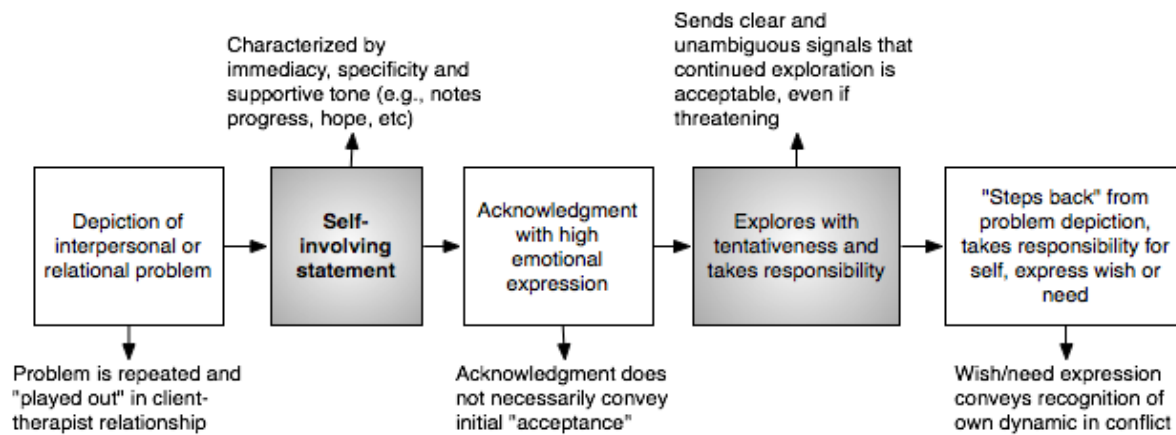 Characterized by
immediacy, specificity and
supportive tone (e.g., notes
progress, hope, etc)
Sends clear and
unambiguous signals that
continued exploration is
acceptable, even if
threatening
Depiction of
interpersonal or
relational problem
Self-
involving
statement
Acknowledgment
with high
emotional
expression
Explores with
tentativeness and
takes responsibility
"Steps back" from
problem depiction,
takes responsibility for
self, express wish or
need
Problem is repeated and
"played out" in client-
therapist relationship
Acknowledgment does
not necessarily convey
initial "acceptance"
Wish/need expression
conveys recognition of
own dynamic in conflict